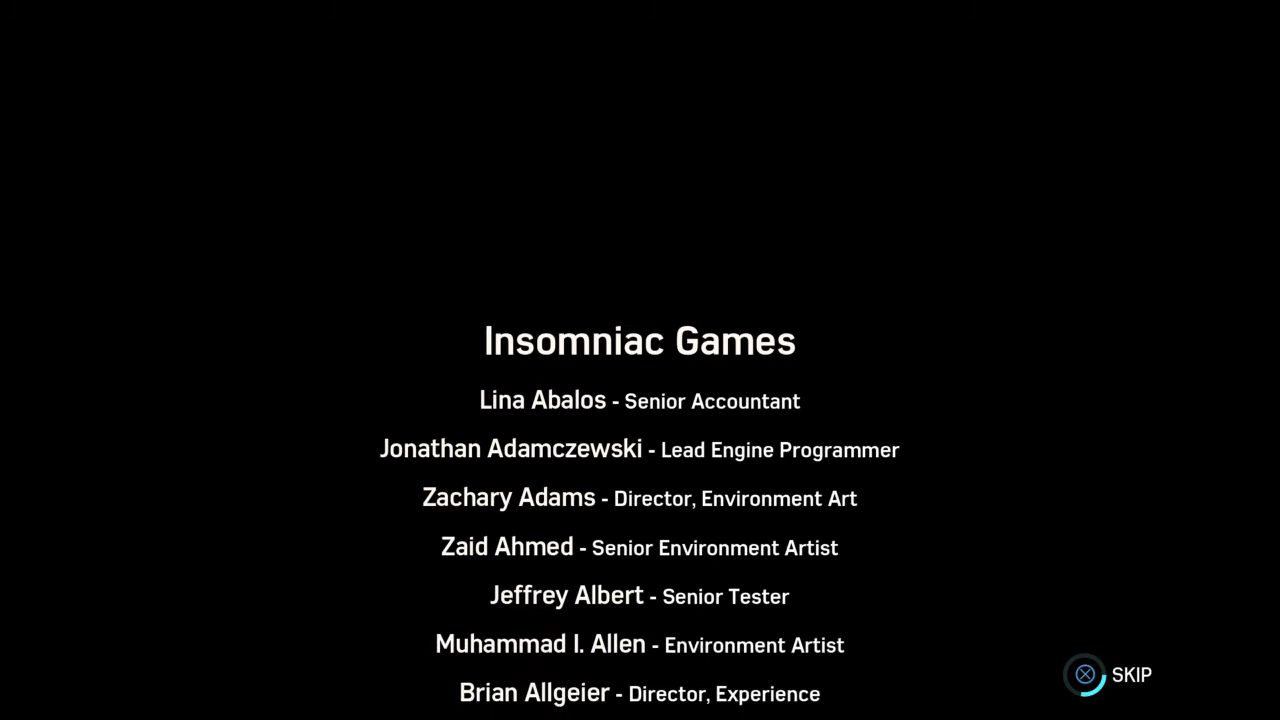 Insomniac Games
Lina Abalos - Senior Accountant
Jonathan Adamczewski - Lead Engine Programmer
Zachary Adams - Director, Environment Art
Zaid Ahmed - Senior Environment Artist
Jeffrey Albert - Senior Tester
Muhammad I. Allen - Environment Artist
SKIP
Brian Allgeier - Director, Experience